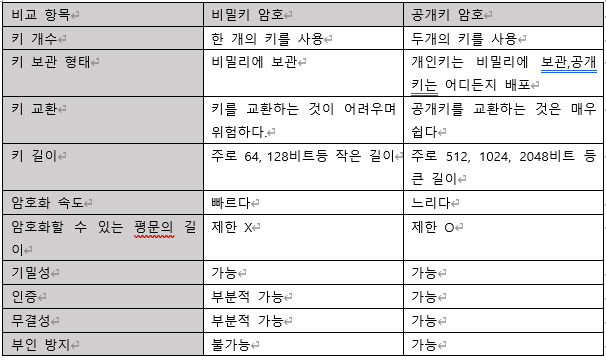 비교 항목 비밀키 암호 공개키 암호
키 개수 한 개의 키를 사용 두개의 키를 사용
키 보관 형태 비밀리에 보관 개인키는 비밀리에 보관,공개
키는 어디든지 배포
키 교환 키를 교환하는 것이 어려우며 공개키를 교환하는 것은 매우
위험하다. 쉽다
키 길이 주로 64, 128비트등 작은 길이 주로 512, 1024, 2048비트 등
큰 길이
암호화 속도 빠르다 느리다
암호화할 수 있는 평문의 길 제한 X 제한 O
이
기밀성 가능 가능
인증 부분적 가능 가능
무결성 부분적 가능 가능
부인 방지 불가능 가능